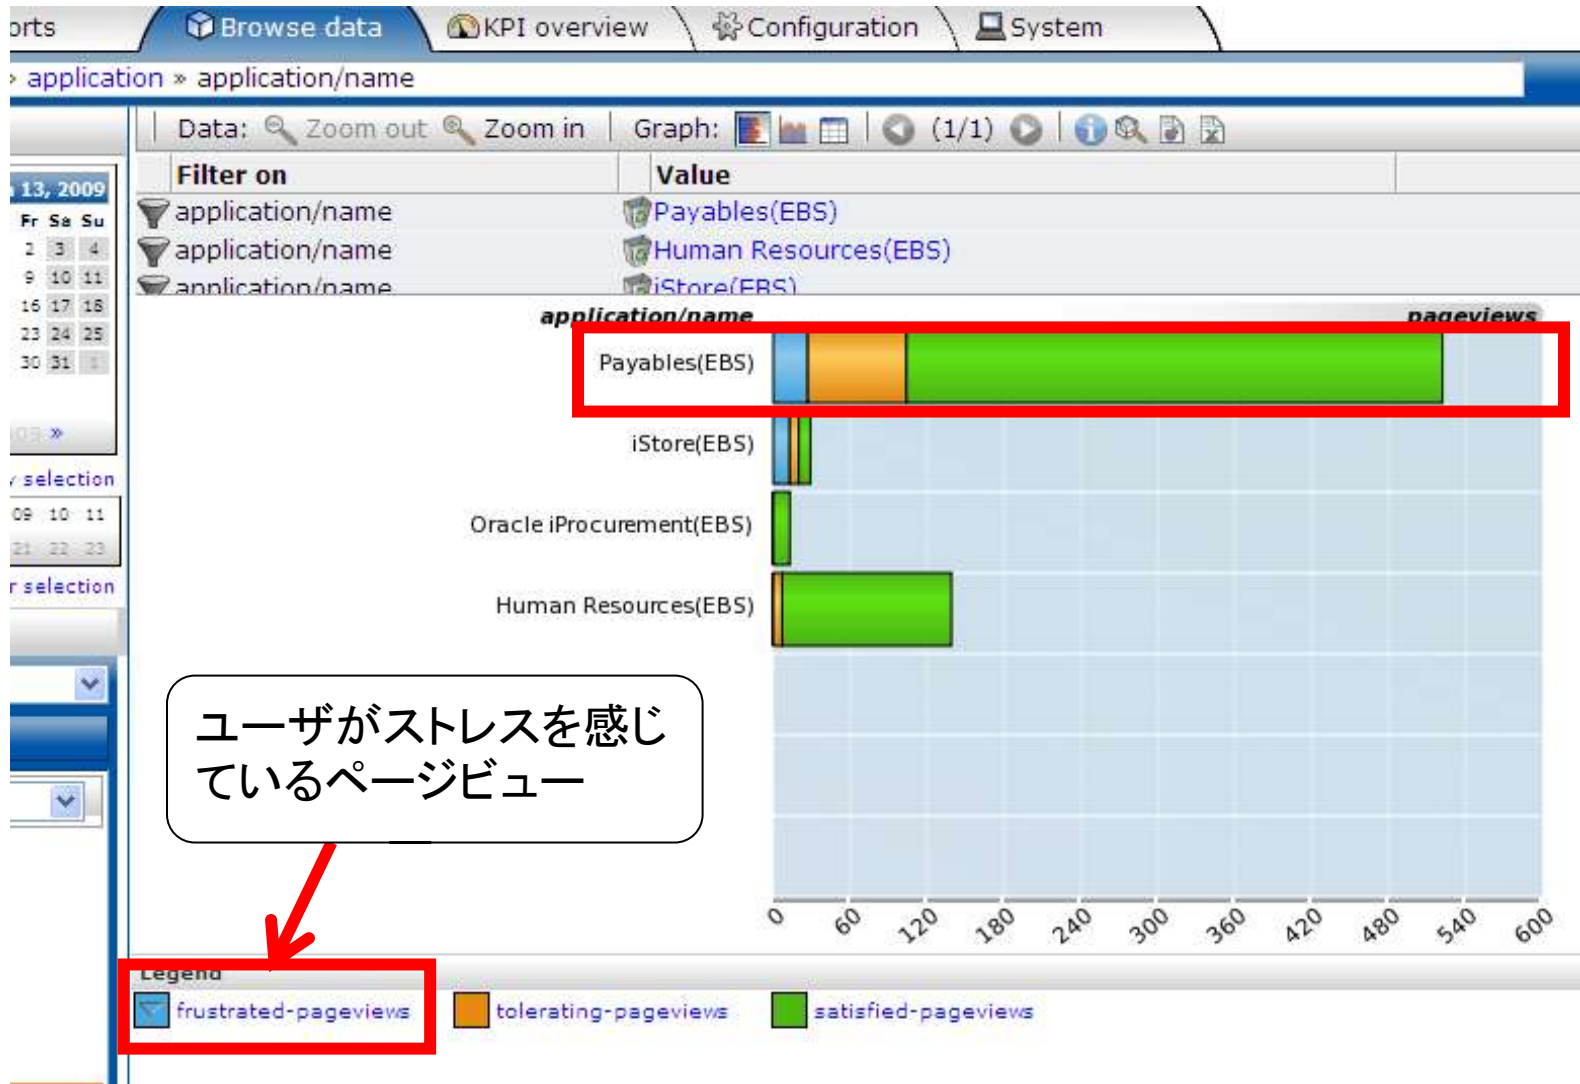 orts
Browse data
KPI overview
Configuration
System
application » application/name
Data: Zoom out Zoom in Graph: (1/1)
Filter on Value
application/name Payables(EBS)
application/name Human Resources(EBS)
application/name iStore(EBS)
13, 2009
Fr Sa Su
2 3 4
9 10 11
16 17 18
23 24 25
30 31 1
09 »
selection
09 10 11
21 22 23
r selection
application/name pageviews
Payables(EBS)
iStore(EBS)
Oracle iProcurement(EBS)
Human Resources(EBS)
ユーザがストレスを感じ
ているページビュー
0 60 120 180 240 300 360 420 480 540 600
Legend
frustrated-pageviews tolerating-pageviews satisfied-pageviews